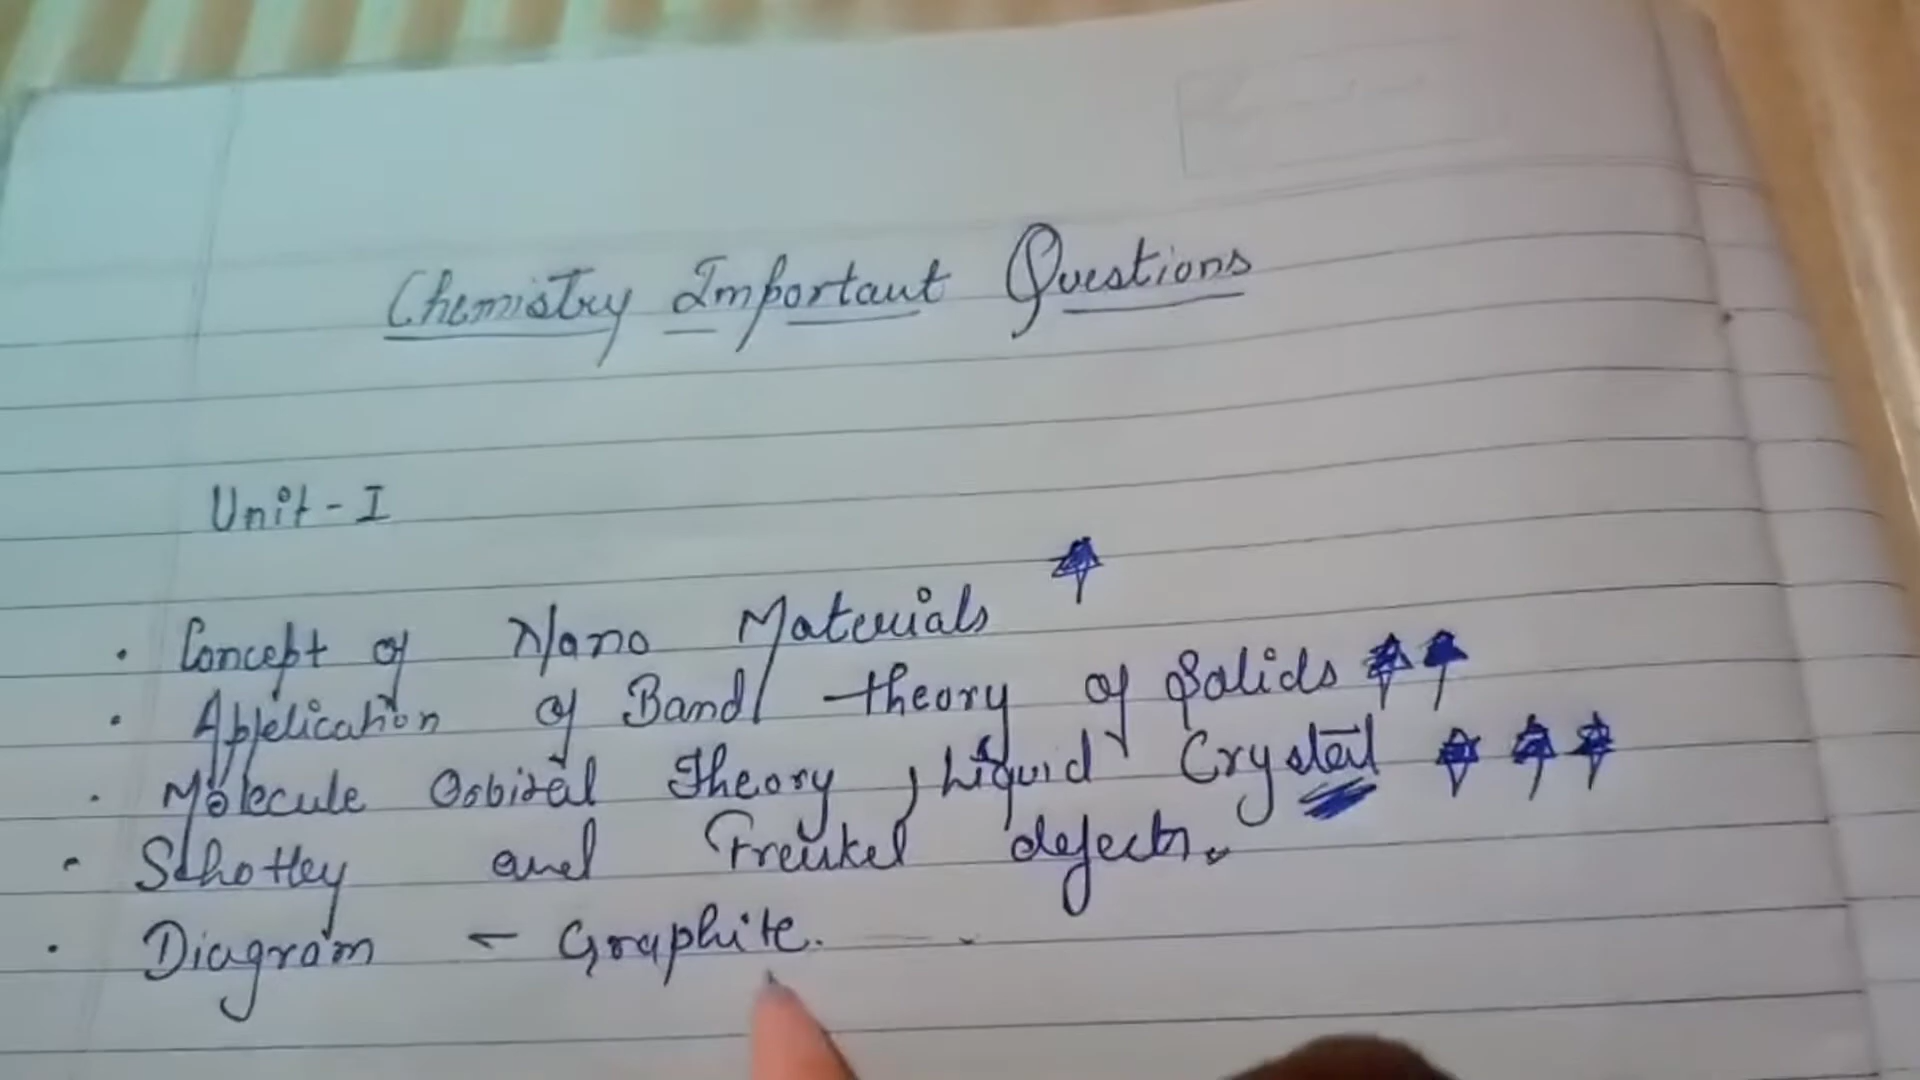 Chemistry Important Questions
Unit - I
• Concept of Nano Materials
• Application of Band theory of Solids
• Molecule Orbital Theory, Liquid Crystal
• Schottey and Frenkel defects.
• Diagram - Graphite.